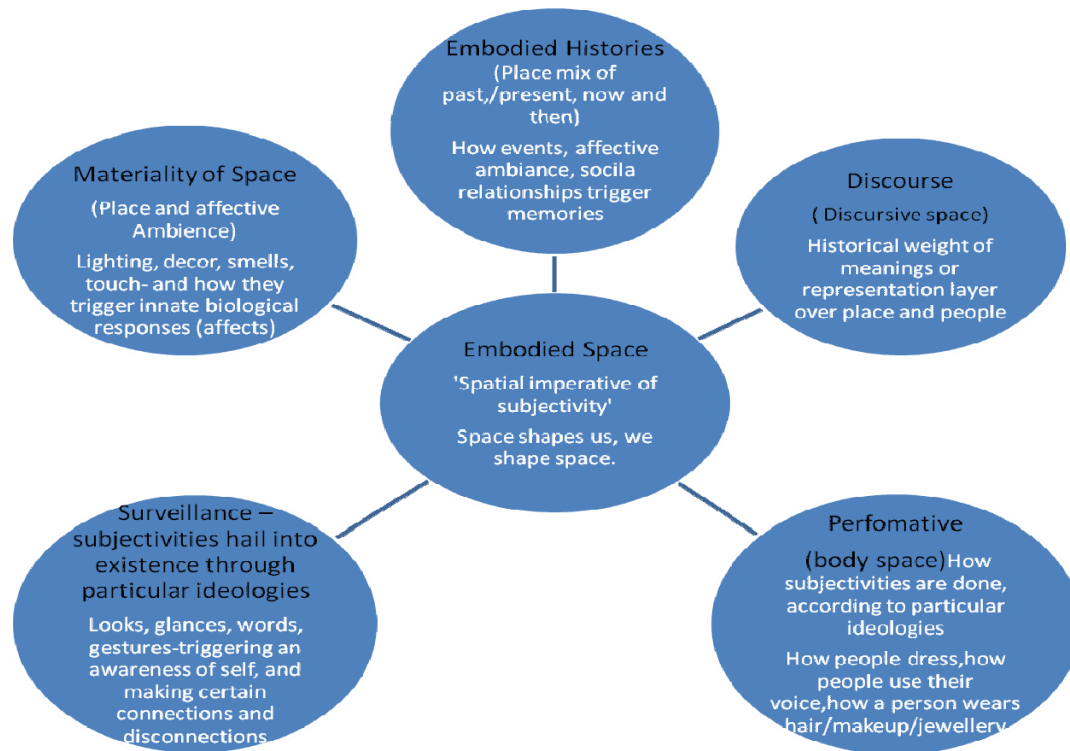 Embodied Histories
(Place mix of
past,/present, now and
then)
How events, affective
ambiance, socila
relationships trigger
memories
Materiality of Space
(Place and affective
Ambience)
Lighting, decor, smells,
touch- and how they
trigger innate biological
responses (affects)
Discourse
( Discursive space)
Historical weight of
meanings or
representation layer
over place and people
Embodied Space
'Spatial imperative of
subjectivity'
Space shapes us, we
shape space.
Surveillance –
subjectivities hail into
existence through
particular ideologies
Looks, glances, words,
gestures-triggering an
awareness of self, and
making certain
connections and
disconnections
Perfomative
(body space)How
subjectivities are done,
according to particular
ideologies
How people dress,how
people use their
voice,how a person wears
hair/makeup/jewellery